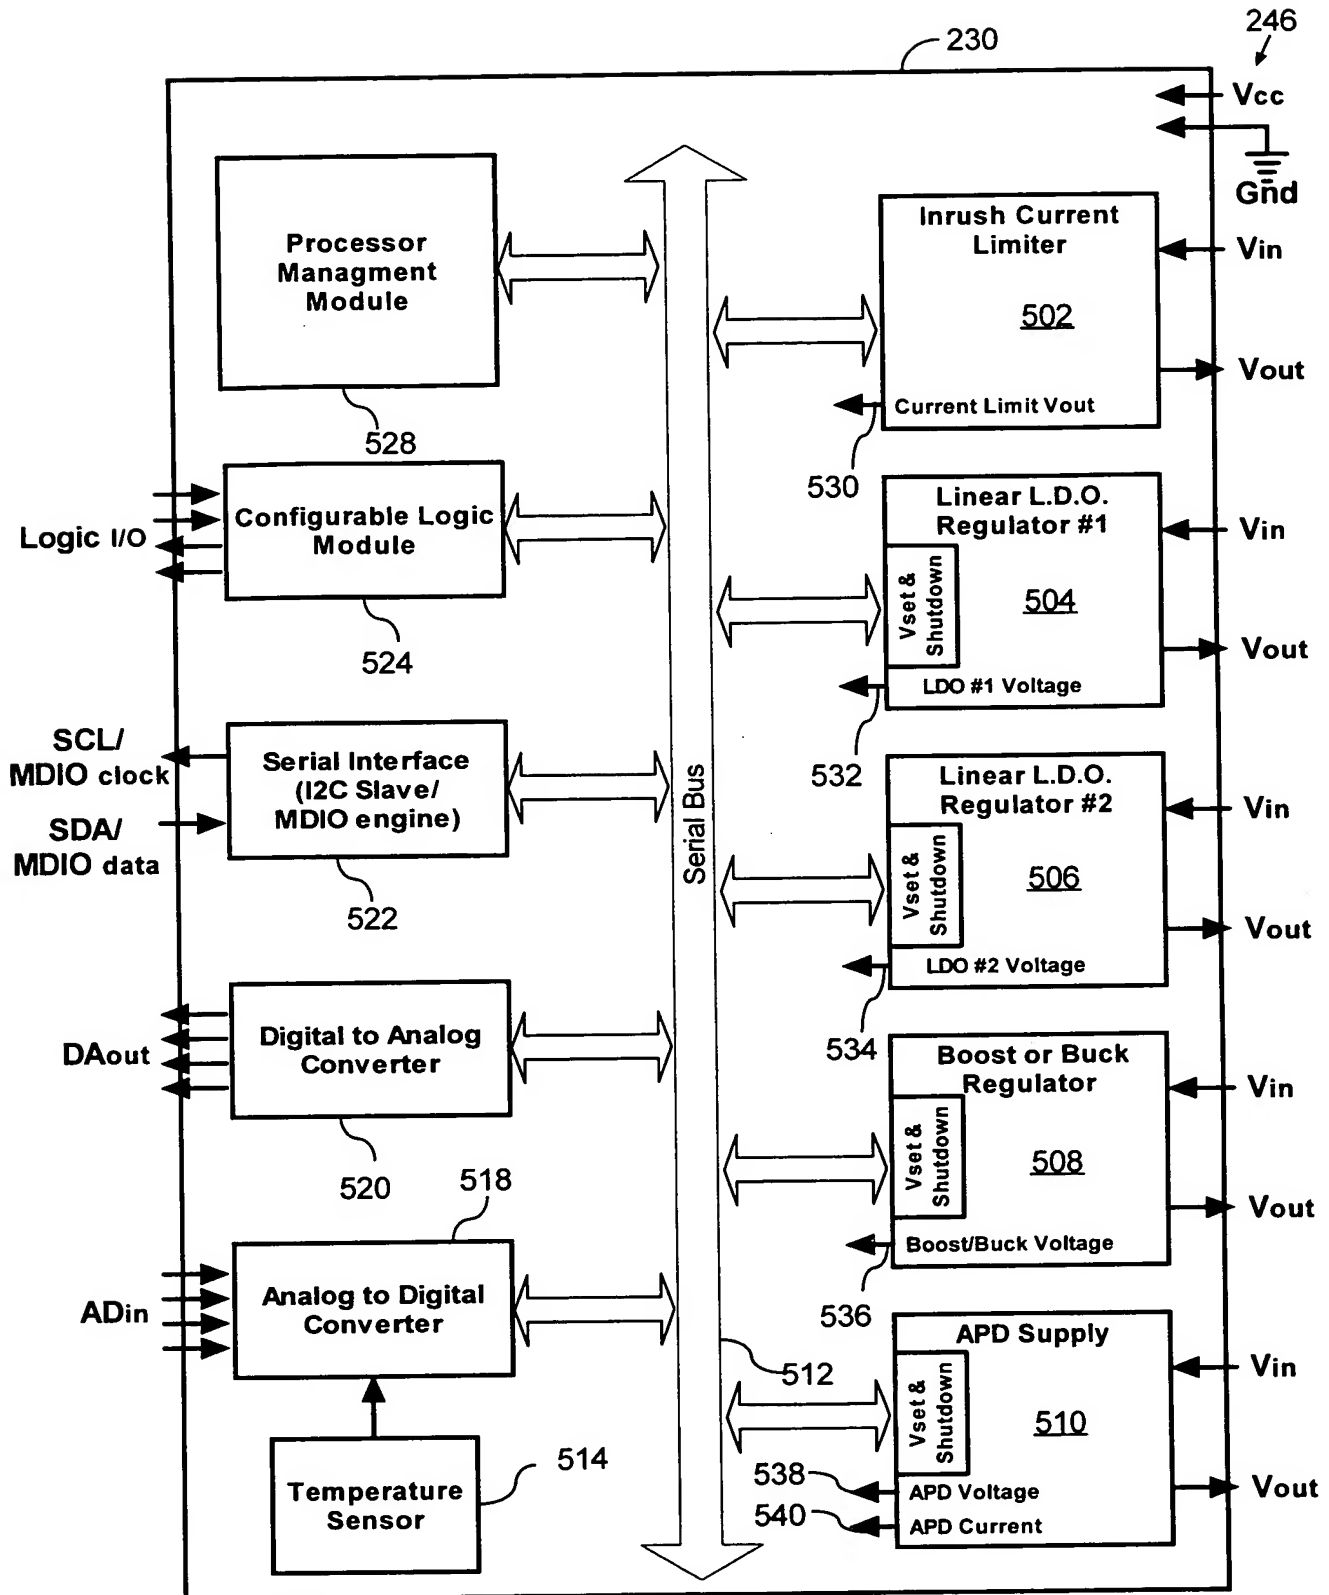 246
230
Vcc
Gnd
Processor
Managment
Module
528
Inrush Current
Limiter
502
Vin
Vout
Current Limit Vout
530
Logic I/O
Configurable Logic
Module
524
Linear L.D.O.
Regulator #1
504
Vset &
Shutdown
Vin
Vout
LDO #1 Voltage
532
SCL/
MDIO clock
SDA/
MDIO data
Serial Interface
(I2C Slave/
MDIO engine)
522
Serial Bus
Linear L.D.O.
Regulator #2
506
Vset &
Shutdown
Vin
Vout
LDO #2 Voltage
534
DAout
Digital to Analog
Converter
520
Boost or Buck
Regulator
508
Vset &
Shutdown
Vin
Vout
Boost/Buck Voltage
536
518
ADin
Analog to Digital
Converter
512
APD Supply
510
Vset &
Shutdown
Vin
Vout
538
APD Voltage
540
APD Current
Temperature
Sensor
514